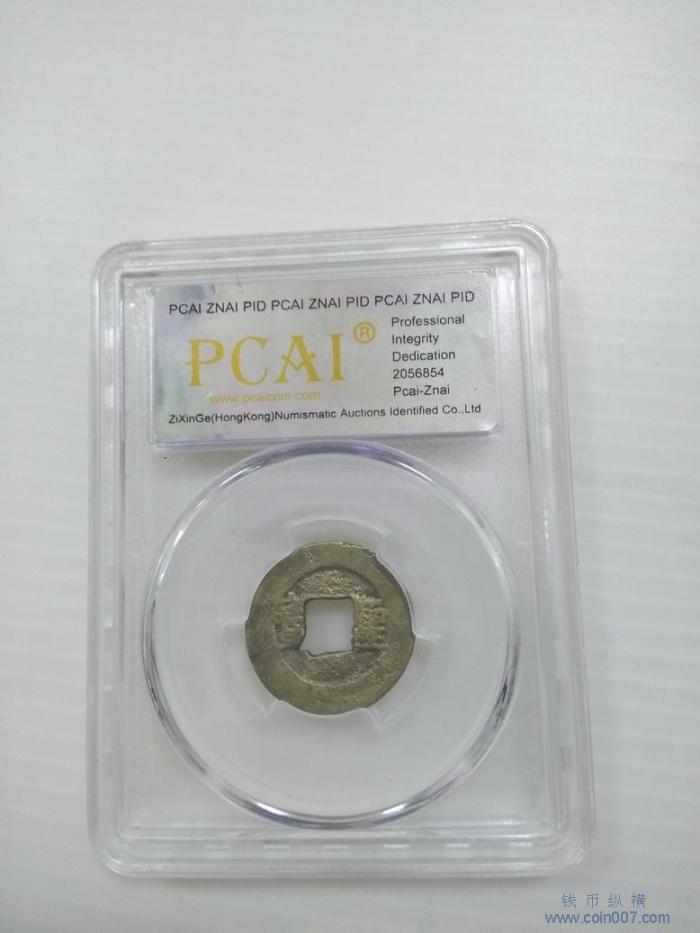 PCAI ZNAI PID PCAI ZNAI PID PCAI ZNAI PID
PCAI®
www.pcaicoin.com
Professional
Integrity
Dedication
2056854
Pcai-Znai
ZiXinGe(HongKong)Numismatic Auctions Identified Co.,Ltd
钱币纵横
www.coin007.com